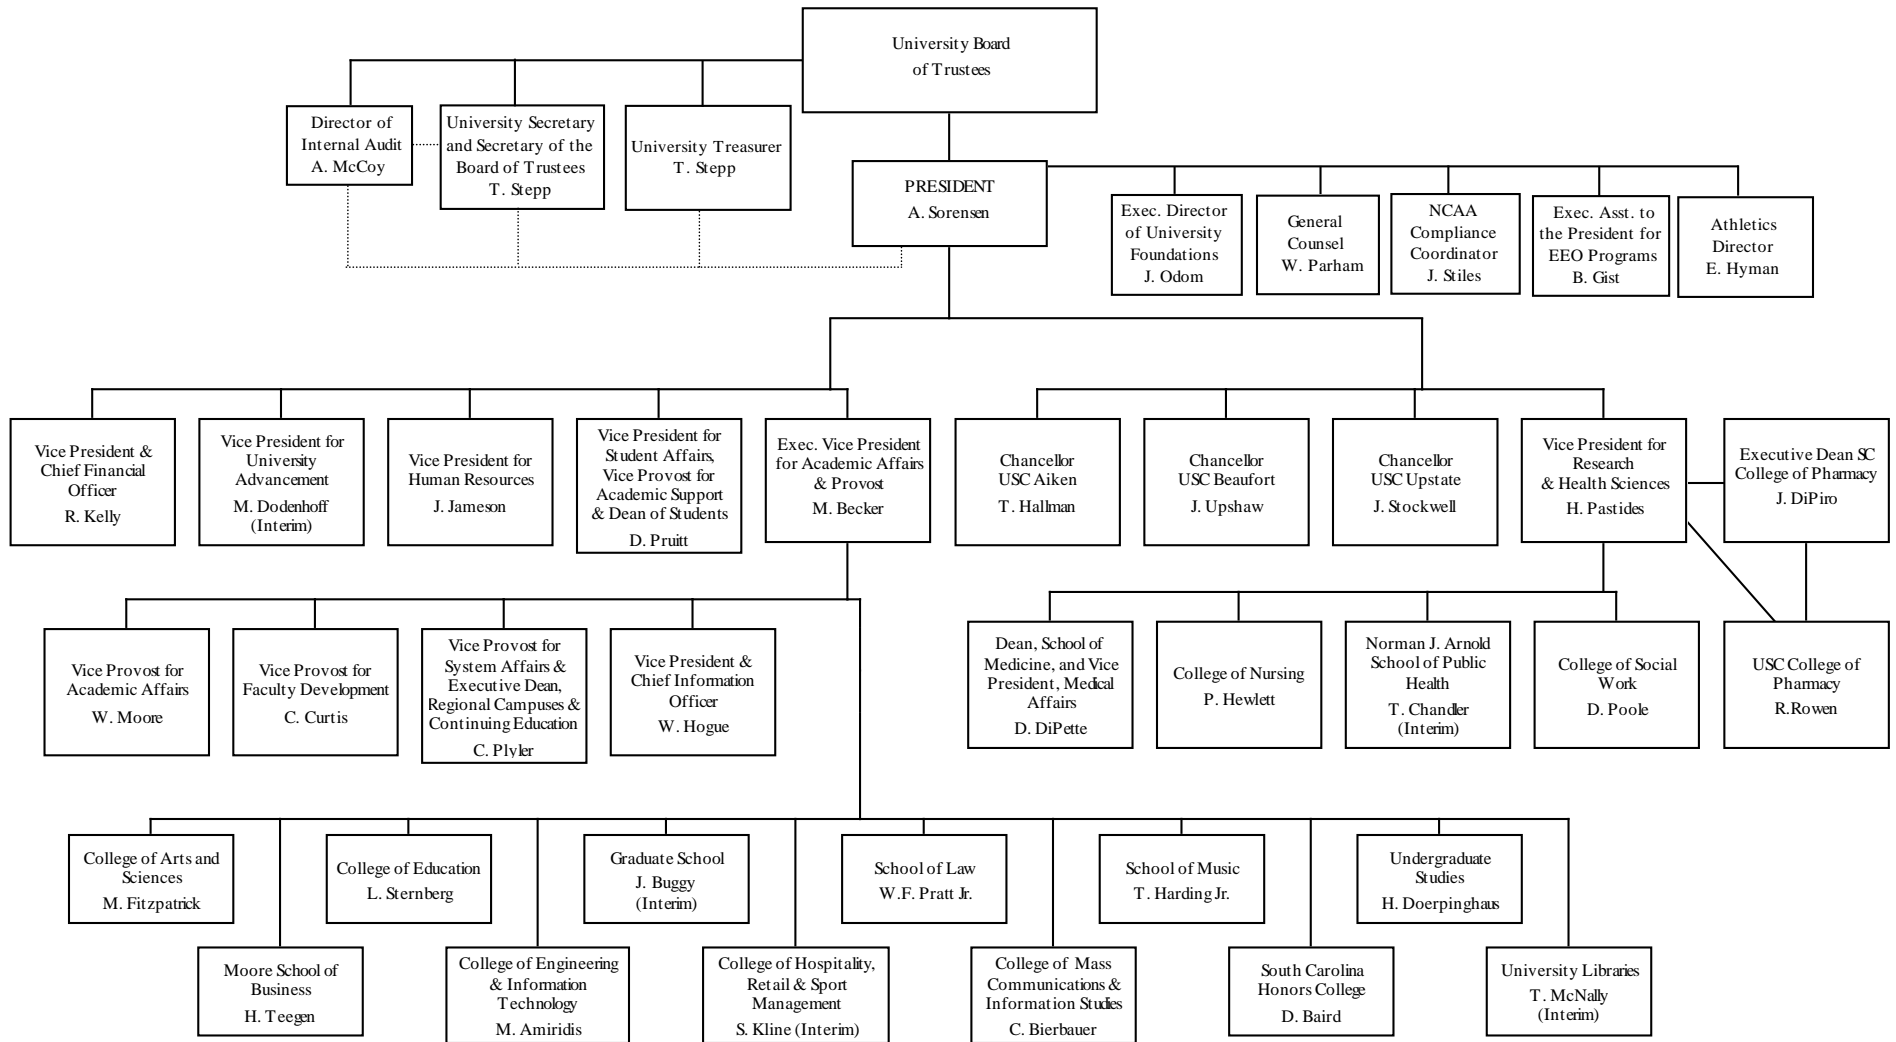 University Board
of Trustees
Director of
Internal Audit
A. McCoy
University Secretary
and Secretary of the
Board of Trustees
T. Stepp
University Treasurer
T. Stepp
PRESIDENT
A. Sorensen
Exec. Director
of University
Foundations
J. Odom
General
Counsel
W. Parham
NCAA
Compliance
Coordinator
J. Stiles
Exec. Asst. to
the President for
EEO Programs
B. Gist
Athletics
Director
E. Hyman
Vice President &
Chief Financial
Officer
R. Kelly
Vice President for
University
Advancement
M. Dodenhoff
(Interim)
Vice President for
Human Resources
J. Jameson
Vice President for
Student Affairs,
Vice Provost for
Academic Support
& Dean of Students
D. Pruitt
Exec. Vice President
for Academic Affairs
& Provost
M. Becker
Chancellor
USC Aiken
T. Hallman
Chancellor
USC Beaufort
J. Upshaw
Chancellor
USC Upstate
J. Stockwell
Vice President for
Research
& Health Sciences
H. Pastides
Executive Dean SC
College of Pharmacy
J. DiPiro
Vice Provost for
Academic Affairs
W. Moore
Vice Provost for
Faculty Development
C. Curtis
Vice Provost for
System Affairs &
Executive Dean,
Regional Campuses &
Continuing Education
C. Plyler
Vice President &
Chief Information
Officer
W. Hogue
Dean, School of
Medicine, and Vice
President, Medical
Affairs
D. DiPette
College of Nursing
P. Hewlett
Norman J. Arnold
School of Public
Health
T. Chandler
(Interim)
College of Social
Work
D. Poole
USC College of
Pharmacy
R.Rowen
College of Arts and
Sciences
M. Fitzpatrick
College of Education
L. Sternberg
Graduate School
J. Buggy
(Interim)
School of Law
W.F. Pratt Jr.
School of Music
T. Harding Jr.
Undergraduate
Studies
H. Doerpinghaus
Moore School of
Business
H. Teegen
College of Engineering
& Information
Technology
M. Amiridis
College of Hospitality,
Retail & Sport
Management
S. Kline (Interim)
College of Mass
Communications &
Information Studies
C. Bierbauer
South Carolina
Honors College
D. Baird
University Libraries
T. McNally
(Interim)